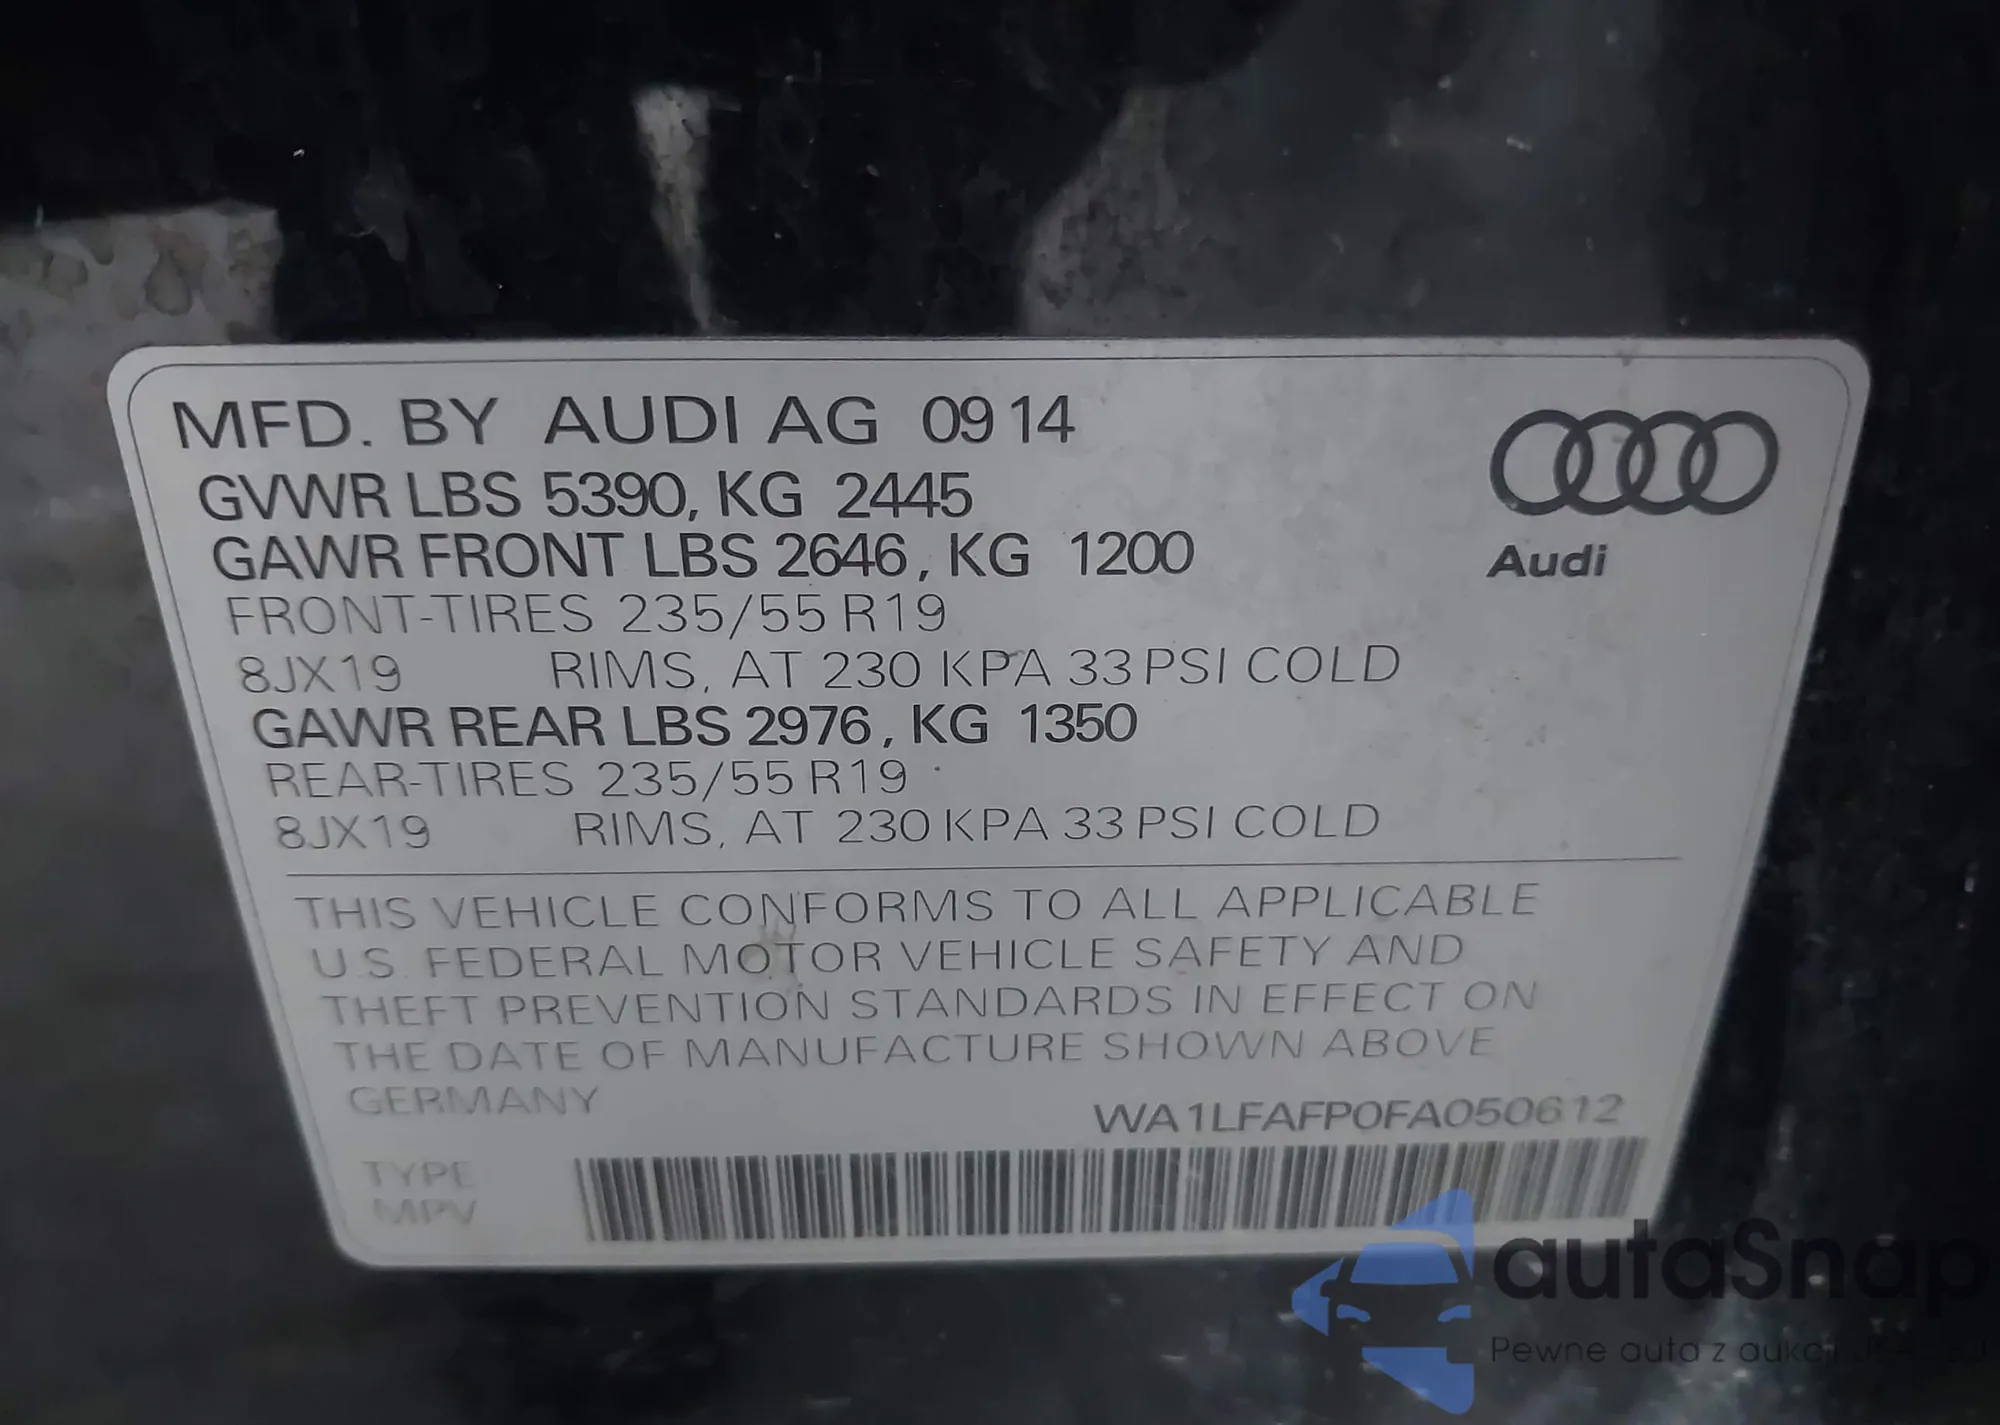 MFD. BY AUDI AG 09 14
GVWR LBS 5390, KG 2445
GAWR FRONT LBS 2646, KG 1200
FRONT-TIRES 235/55 R19
8JX19 RIMS, AT 230 KPA 33 PSI COLD
GAWR REAR LBS 2976, KG 1350
REAR-TIRES 235/55 R19
8JX19 RIMS, AT 230 KPA 33 PSI COLD
Audi
THIS VEHICLE CONFORMS TO ALL APPLICABLE
U.S. FEDERAL MOTOR VEHICLE SAFETY AND
THEFT PREVENTION STANDARDS IN EFFECT ON
THE DATE OF MANUFACTURE SHOWN ABOVE
GERMANY
WA1LFAFP0FA050612
TYPE
MPV
autaSnap
Pewne auta z aukcji